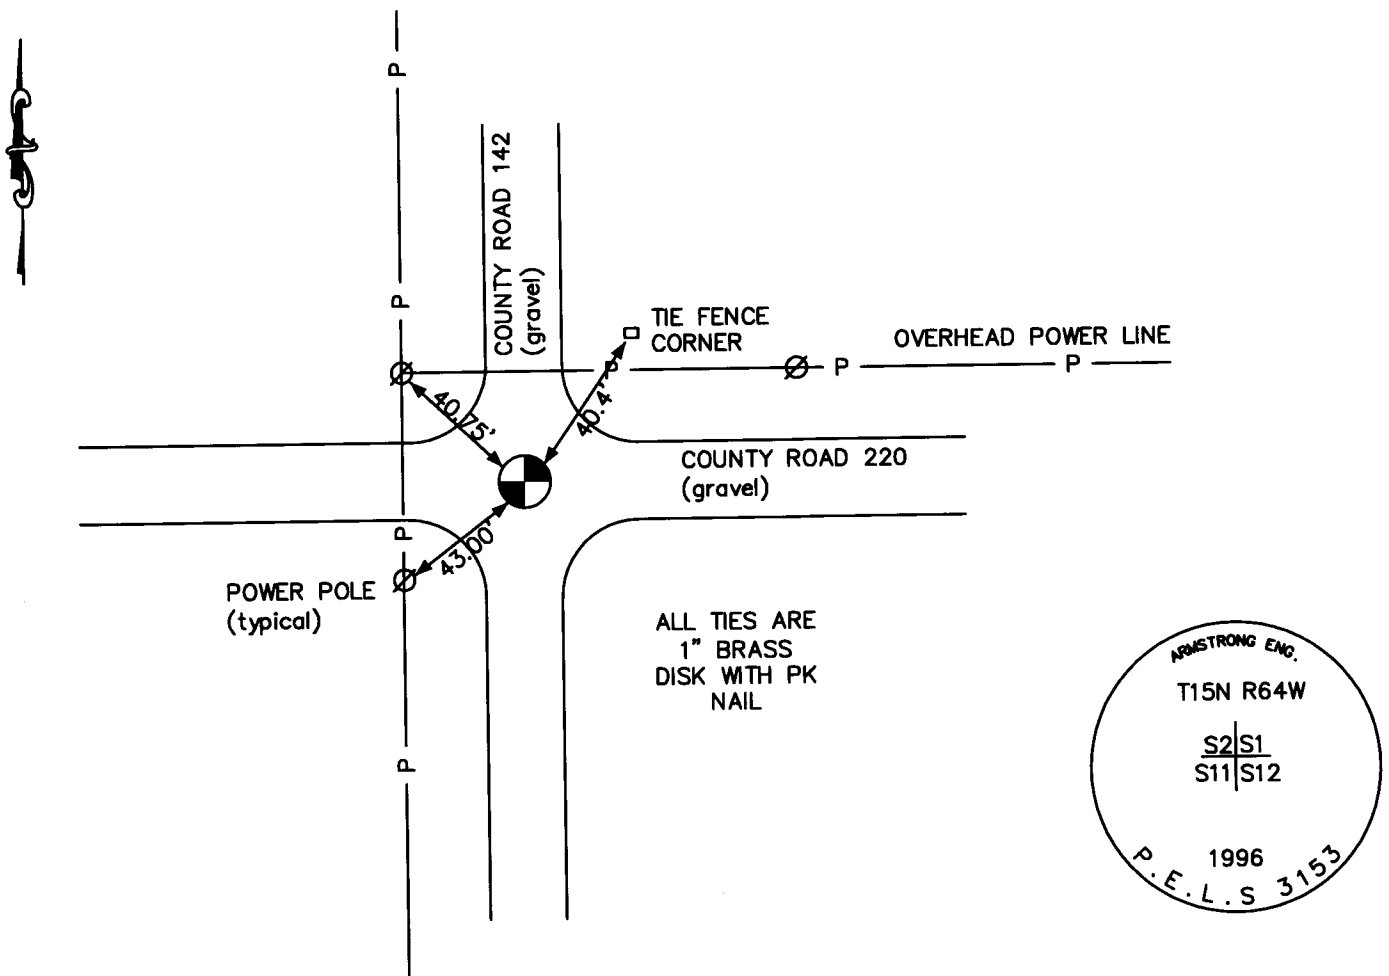 P
COUNTY ROAD 142
(gravel)
P
TIE FENCE
CORNER
OVERHEAD POWER LINE
P
P
P
40.75'
40.4'
COUNTY ROAD 220
(gravel)
P
43.00'
POWER POLE
(typical)
ALL TIES ARE
1" BRASS
DISK WITH PK
NAIL
P
ARMSTRONG ENG.
T15N R64W
S2 S1
S11 S12
1996
P.E.L.S 3153